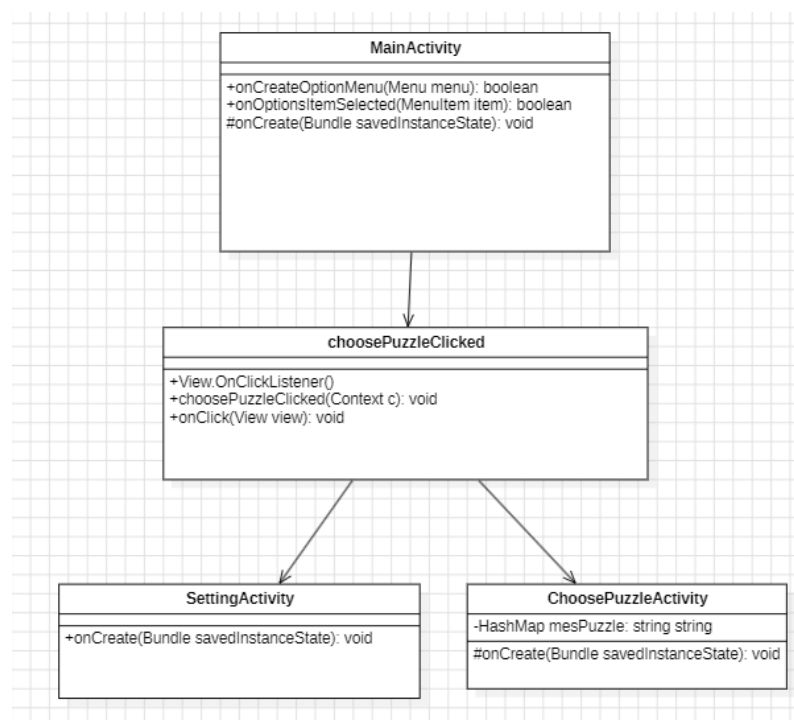 MainActivity
+onCreateOptionMenu(Menu menu): boolean
+onOptionsItemSelected(MenuItem item): boolean
#onCreate(Bundle savedInstanceState): void
choosePuzzleClicked
+View.OnClickListener()
+choosePuzzleClicked(Context c): void
+onClick(View view): void
SettingActivity
+onCreate(Bundle savedInstanceState): void
ChoosePuzzleActivity
-HashMap mesPuzzle: string string
#onCreate(Bundle savedInstanceState): void